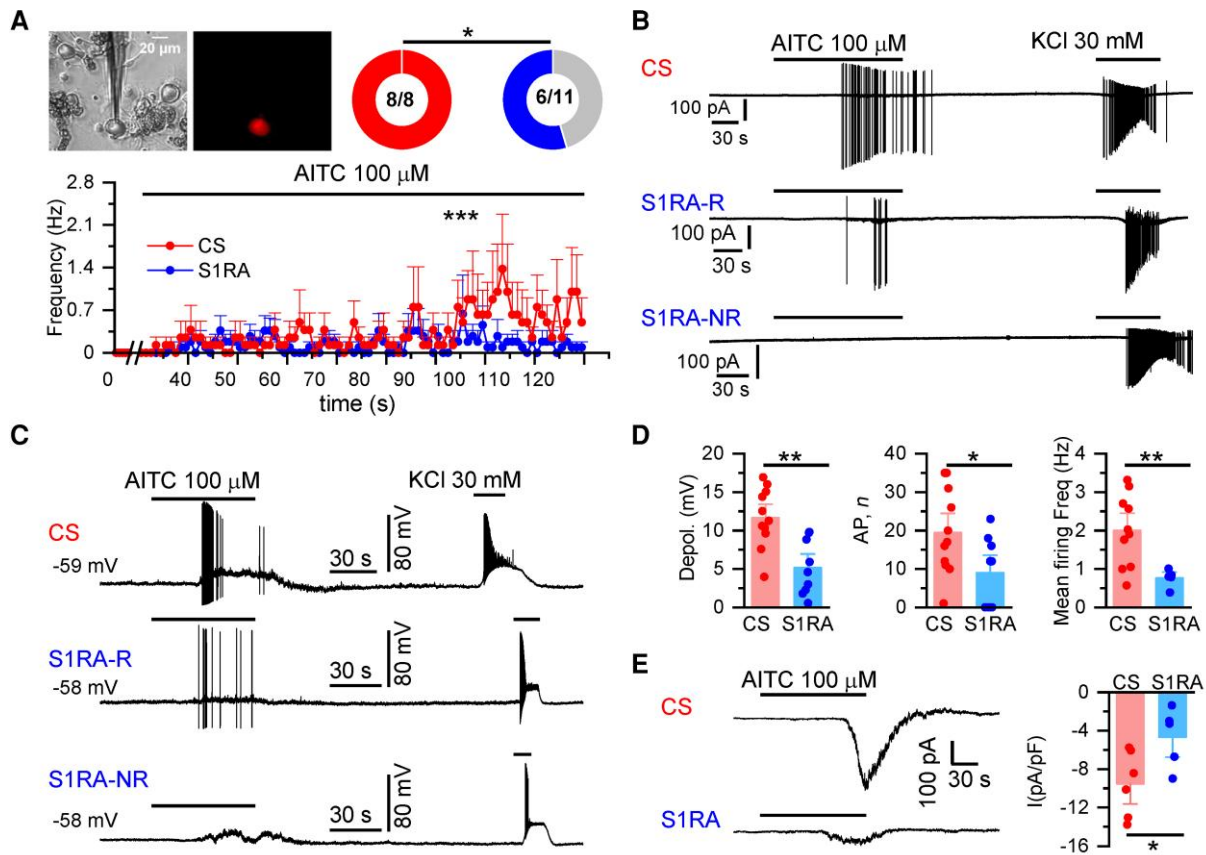 A
20 μm
*
8/8
6/11
AITC 100 μM
Frequency (Hz)
2.8
2.1
1.4
0.7
0
***
CS
S1RA
0 40 50 60 70 80 90 100 110 120
time (s)
B
AITC 100 μM KCl 30 mM
CS
100 pA
30 s
S1RA-R
100 pA
30 s
S1RA-NR
100 pA
30 s
C
AITC 100 μM KCl 30 mM
CS
-59 mV
30 s
80 mV
S1RA-R
-58 mV
30 s
80 mV
S1RA-NR
-58 mV
30 s
80 mV
D
Depol. (mV)
20
15
10
5
0
**
CS S1RA
AP, n
40
30
20
10
0
*
CS S1RA
Mean firing Freq (Hz)
4
3
2
1
0
**
CS S1RA
E
AITC 100 μM
CS
100 pA
30 s
S1RA
CS S1RA
I(pA/pF)
0
-4
-8
-12
-16
*